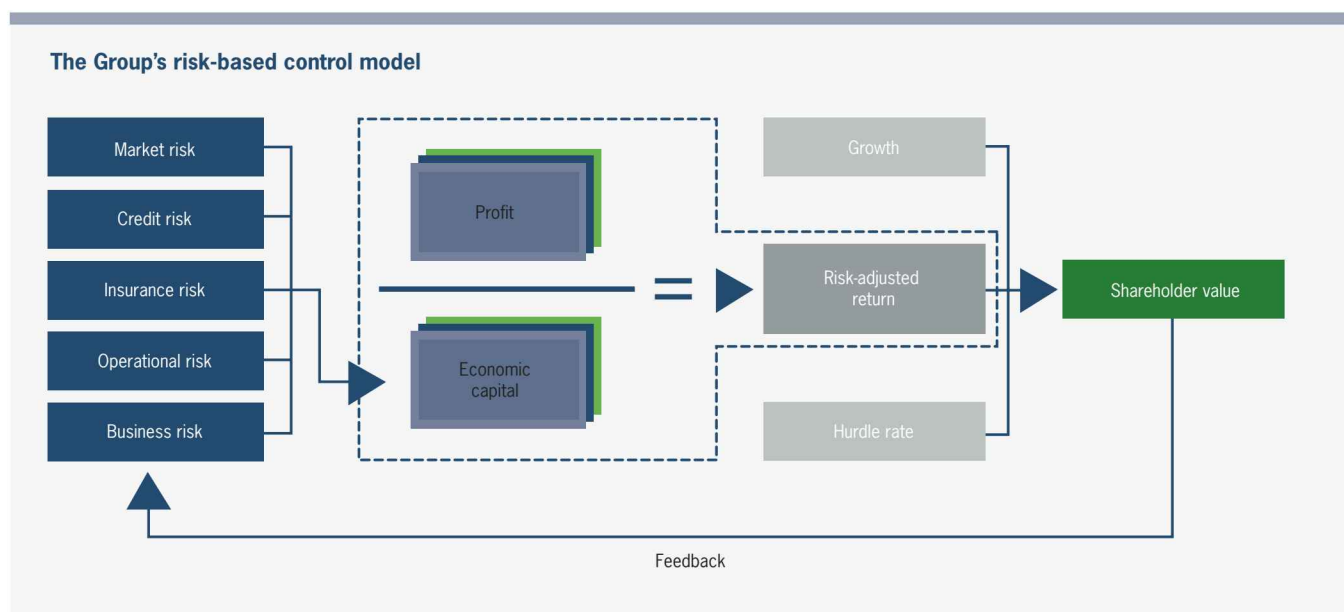 The Group's risk-based control model
Market risk
Credit risk
Insurance risk
Operational risk
Business risk
Profit
Economic
capital
=
Growth
Risk-adjusted
return
Hurdle rate
Shareholder value
Feedback